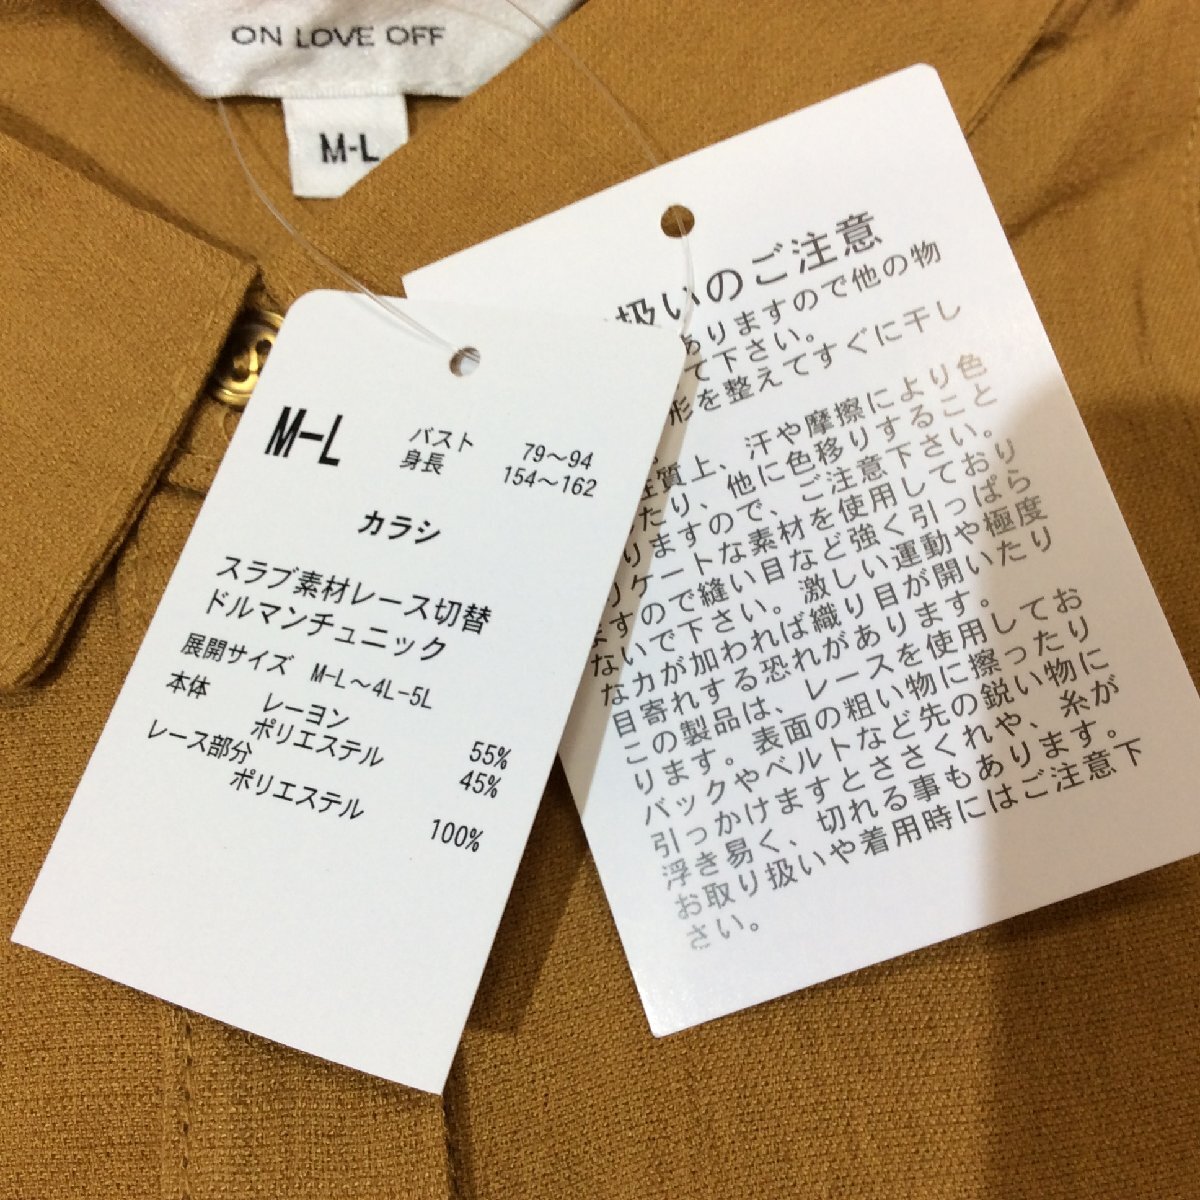 ON LOVE OFF
M-L
M-L
バスト 79～94
身長 154～162
カラシ
スラブ素材レース切替
ドルマンチュニック
展開サイズ M-L～4L-5L
本体 レーヨン 55%
ポリエステル 45%
レース部分
ポリエステル 100%
扱いのご注意
ありますので他の物
て下さい。
形を整えてすぐに干し
質上、汗や摩擦により色
たり、他に色移りすること
りますので、ご注意下さい。
リケートな素材を使用しており
すので縫い目など強く引っぱら
ないで下さい。激しい運動や極度
な力が加われば織り目が開いたり
目寄れする恐れがあります。
この製品は、レースを使用してお
ります。表面の粗い物に擦ったり
バックやベルトなど先の鋭い物に
引っかけますとささくれや、糸が
浮き易く、切れる事もあります。
お取り扱いや着用時にはご注意下
さい。